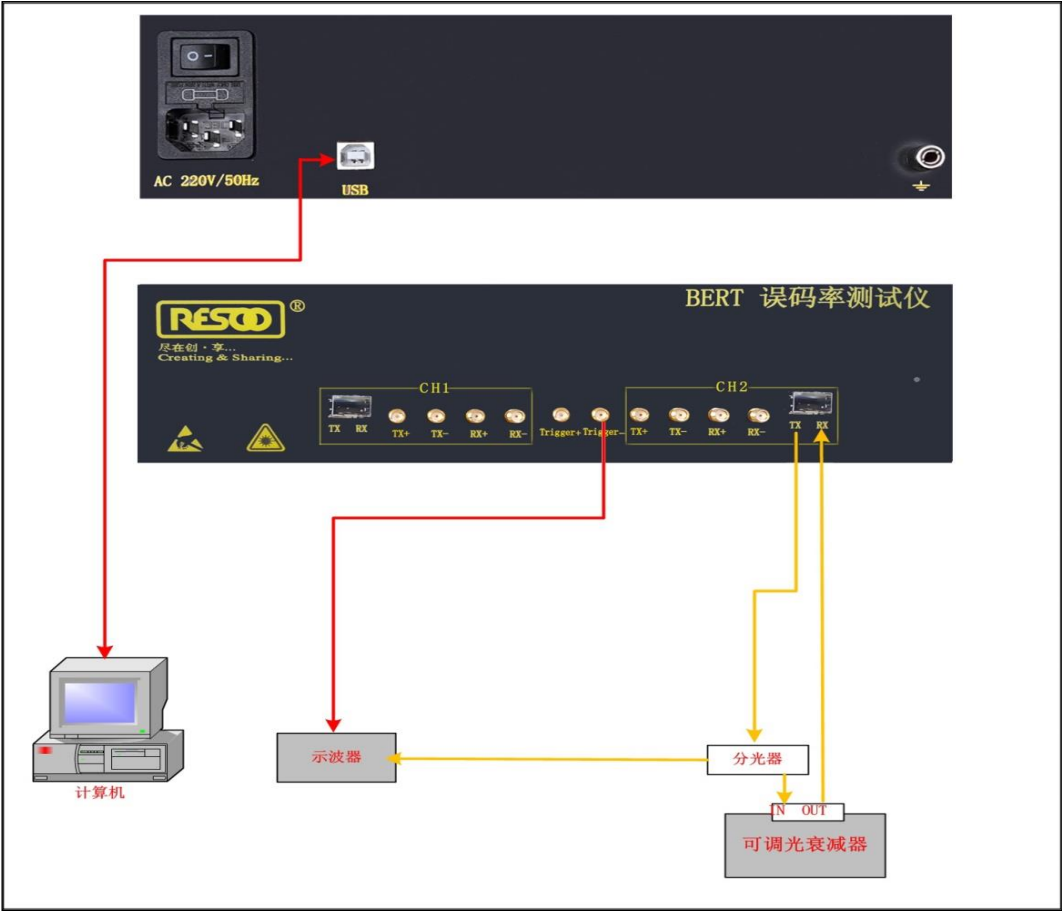 AC 220V/50Hz
USB
RESOO®
BERT 误码率测试仪
尽在创·享...
Creating & Sharing...
CH1
CH2
TX RX TX+ TX- RX+ RX- Trigger+ Trigger- TX+ TX- RX+ RX- TX RX
示波器
分光器
计算机
IN OUT
可调光衰减器